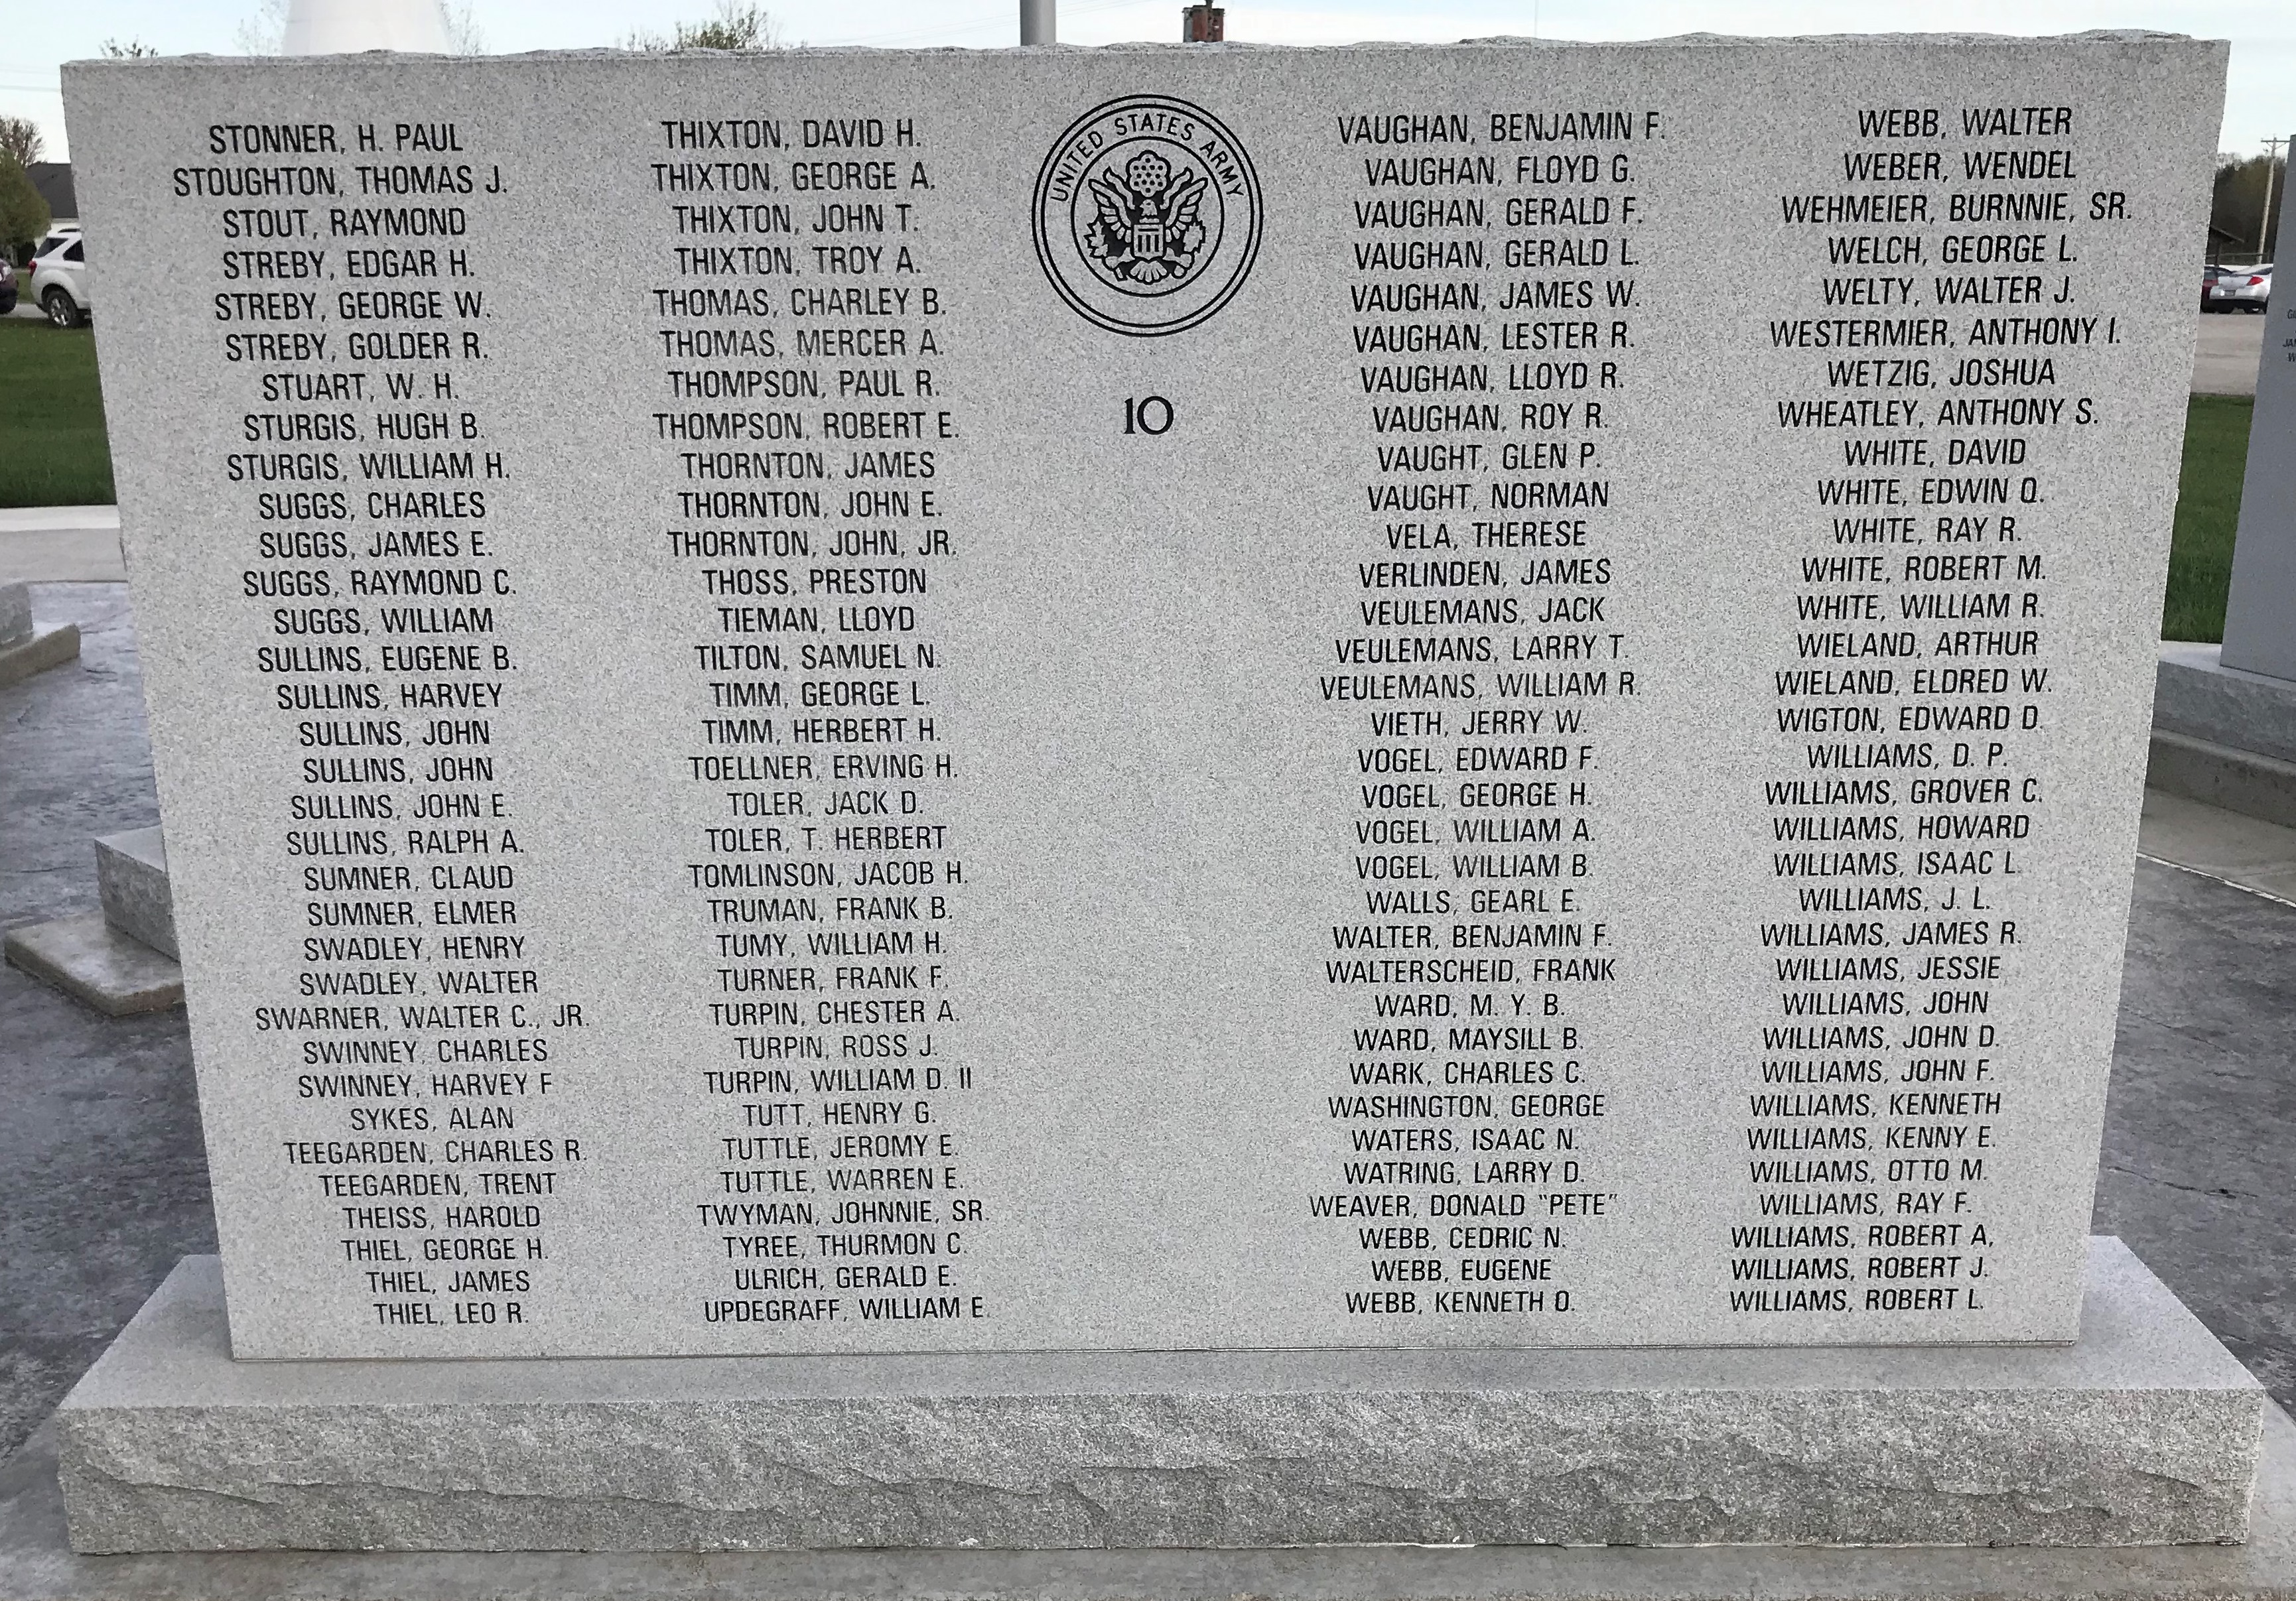 STONNER, H. PAUL
STOUGHTON, THOMAS J.
STOUT, RAYMOND
STREBY, EDGAR H.
STREBY, GEORGE W.
STREBY, GOLDER R.
STUART, W. H.
STURGIS, HUGH B.
STURGIS, WILLIAM H.
SUGGS, CHARLES
SUGGS, JAMES E.
SUGGS, RAYMOND C.
SUGGS, WILLIAM
SULLINS, EUGENE B.
SULLINS, HARVEY
SULLINS, JOHN
SULLINS, JOHN
SULLINS, JOHN E.
SULLINS, RALPH A.
SUMNER, CLAUD
SUMNER, ELMER
SWADLEY, HENRY
SWADLEY, WALTER
SWARNER, WALTER C., JR.
SWINNEY, CHARLES
SWINNEY, HARVEY F
SYKES, ALAN
TEEGARDEN, CHARLES R.
TEEGARDEN, TRENT
THEISS, HAROLD
THIEL, GEORGE H.
THIEL, JAMES
THIEL, LEO R.
THIXTON, DAVID H.
THIXTON, GEORGE A.
THIXTON, JOHN T.
THIXTON, TROY A.
THOMAS, CHARLEY B.
THOMAS, MERCER A.
THOMPSON, PAUL R.
THOMPSON, ROBERT E.
THORNTON, JAMES
THORNTON, JOHN E.
THORNTON, JOHN, JR.
THOSS, PRESTON
TIEMAN, LLOYD
TILTON, SAMUEL N.
TIMM, GEORGE L.
TIMM, HERBERT H.
TOELLNER, ERVING H.
TOLER, JACK D.
TOLER, T. HERBERT
TOMLINSON, JACOB H.
TRUMAN, FRANK B.
TUMY, WILLIAM H.
TURNER, FRANK F.
TURPIN, CHESTER A.
TURPIN, ROSS J.
TURPIN, WILLIAM D. II
TUTT, HENRY G.
TUTTLE, JEROMY E.
TUTTLE, WARREN E.
TWYMAN, JOHNNIE, SR.
TYREE, THURMON C.
ULRICH, GERALD E.
UPDEGRAFF, WILLIAM E.
UNITED STATES ARMY
10
VAUGHAN, BENJAMIN F.
VAUGHAN, FLOYD G.
VAUGHAN, GERALD F.
VAUGHAN, GERALD L.
VAUGHAN, JAMES W.
VAUGHAN, LESTER R.
VAUGHAN, LLOYD R.
VAUGHAN, ROY R.
VAUGHT, GLEN P.
VAUGHT, NORMAN
VELA, THERESE
VERLINDEN, JAMES
VEULEMANS, JACK
VEULEMANS, LARRY T.
VEULEMANS, WILLIAM R.
VIETH, JERRY W.
VOGEL, EDWARD F.
VOGEL, GEORGE H.
VOGEL, WILLIAM A.
VOGEL, WILLIAM B.
WALLS, GEARL E.
WALTER, BENJAMIN F.
WALTERSCHEID, FRANK
WARD, M. Y. B.
WARD, MAYSILL B.
WARK, CHARLES C.
WASHINGTON, GEORGE
WATERS, ISAAC N.
WATRING, LARRY D.
WEAVER, DONALD "PETE"
WEBB, CEDRIC N.
WEBB, EUGENE
WEBB, KENNETH O.
WEBB, WALTER
WEBER, WENDEL
WEHMEIER, BURNNIE, SR.
WELCH, GEORGE L.
WELTY, WALTER J.
WESTERMIER, ANTHONY I.
WETZIG, JOSHUA
WHEATLEY, ANTHONY S.
WHITE, DAVID
WHITE, EDWIN O.
WHITE, RAY R.
WHITE, ROBERT M.
WHITE, WILLIAM R.
WIELAND, ARTHUR
WIELAND, ELDRED W.
WIGTON, EDWARD D.
WILLIAMS, D. P.
WILLIAMS, GROVER C.
WILLIAMS, HOWARD
WILLIAMS, ISAAC L.
WILLIAMS, J. L.
WILLIAMS, JAMES R.
WILLIAMS, JESSIE
WILLIAMS, JOHN
WILLIAMS, JOHN D.
WILLIAMS, JOHN F.
WILLIAMS, KENNETH
WILLIAMS, KENNY E.
WILLIAMS, OTTO M.
WILLIAMS, RAY F.
WILLIAMS, ROBERT A.
WILLIAMS, ROBERT J.
WILLIAMS, ROBERT L.